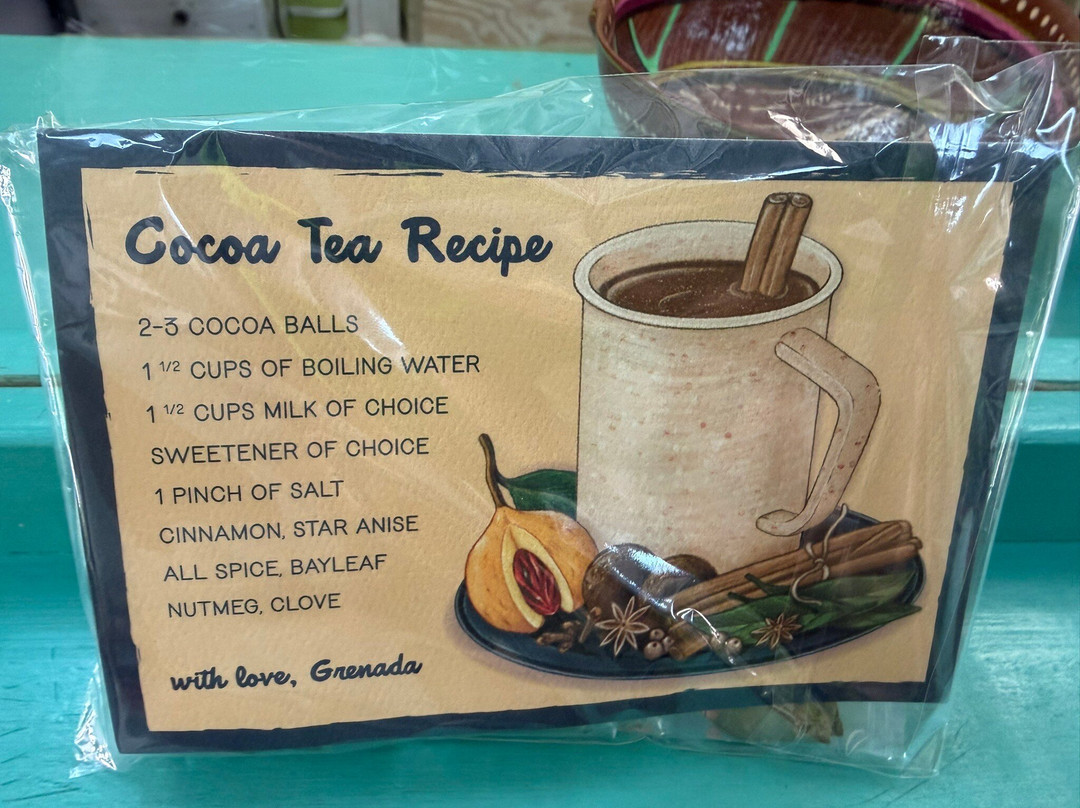 Cocoa Tea Recipe
2-3 COCOA BALLS
1 1/2 CUPS OF BOILING WATER
1 1/2 CUPS MILK OF CHOICE
SWEETENER OF CHOICE
1 PINCH OF SALT
CINNAMON, STAR ANISE
ALL SPICE, BAYLEAF
NUTMEG, CLOVE
with love, Grenada